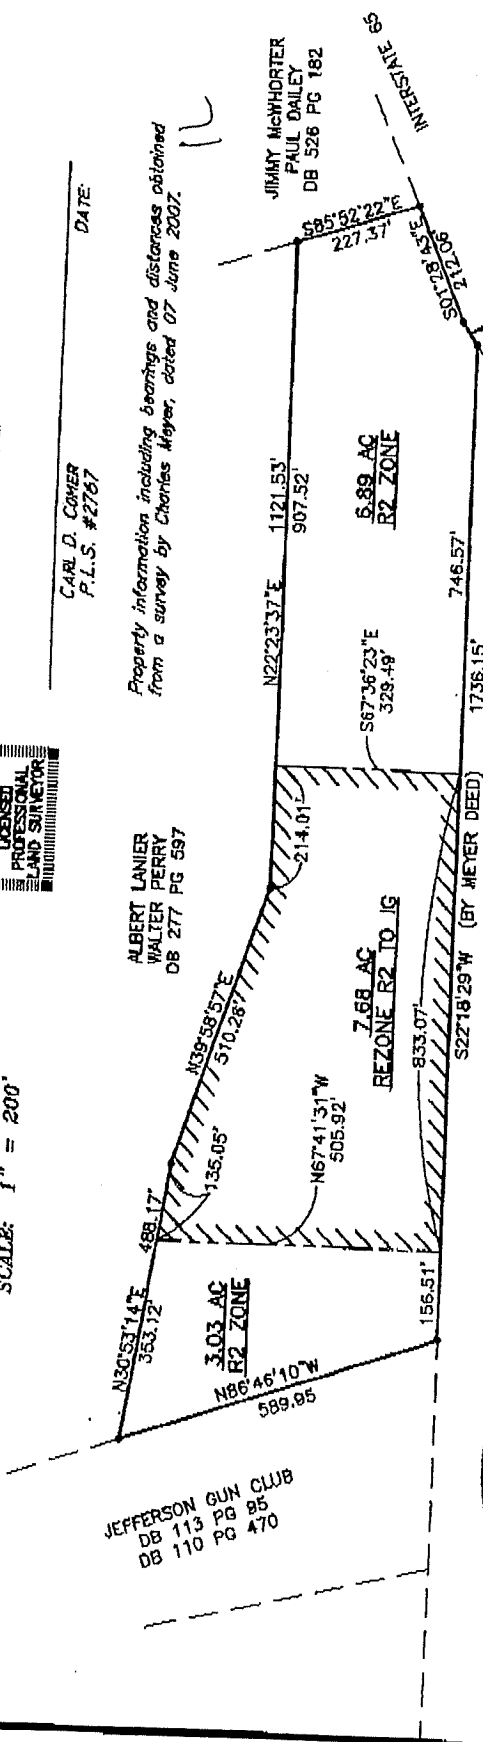 SCALE: 1" = 200'
LICENSED
PROFESSIONAL
LAND SURVEYOR
CARL D. COMER
P.L.S. #2767
DATE
Property information including bearings and distances obtained
from a survey by Charles Meyer, dated 07 June 2007.
JIMMY McWHORTER
PAUL DAILEY
DB 526 PG 182
INTERSTATE 65
ALBERT LANIER
WALTER PERRY
DB 277 PG 597
JEFFERSON GUN CLUB
DB 113 PG 95
DB 110 PG 470
N30°53'14"E
353.12'
488.17'
135.05'
N39°58'57"E
510.28'
214.01'
N22°23'37"E
1121.53'
907.52'
S85°52'22"E
227.37'
S01°28'43"E
212.06
6.89 AC
R2 ZONE
746.57'
1736.15'
S67°36'23"E
329.49'
7.68 AC
REZONE R2 TO IG
833.07'
S22°18'29"W (BY MEYER DEED)
N67°41'31"W
505.92'
3.03 AC
R2 ZONE
156.51'
N86°46'10"W
589.95